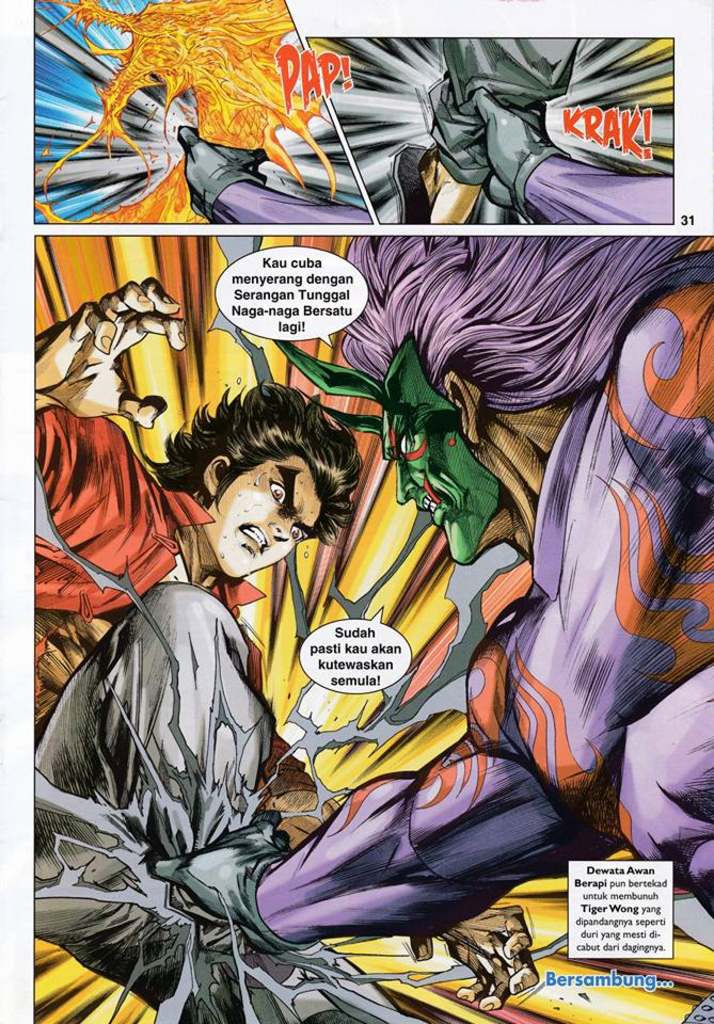 PAP!
KRAK!
31
Kau cuba
menyerang dengan
Serangan Tunggal
Naga-naga Bersatu
lagi!
Sudah
pasti kau akan
kutewaskan
semula!
Dewata Awan
Berapi pun bertekad
untuk membunuh
Tiger Wong yang
dipandangnya seperti
duri yang mesti di-
cabut dari dagingnya.
Bersambung...